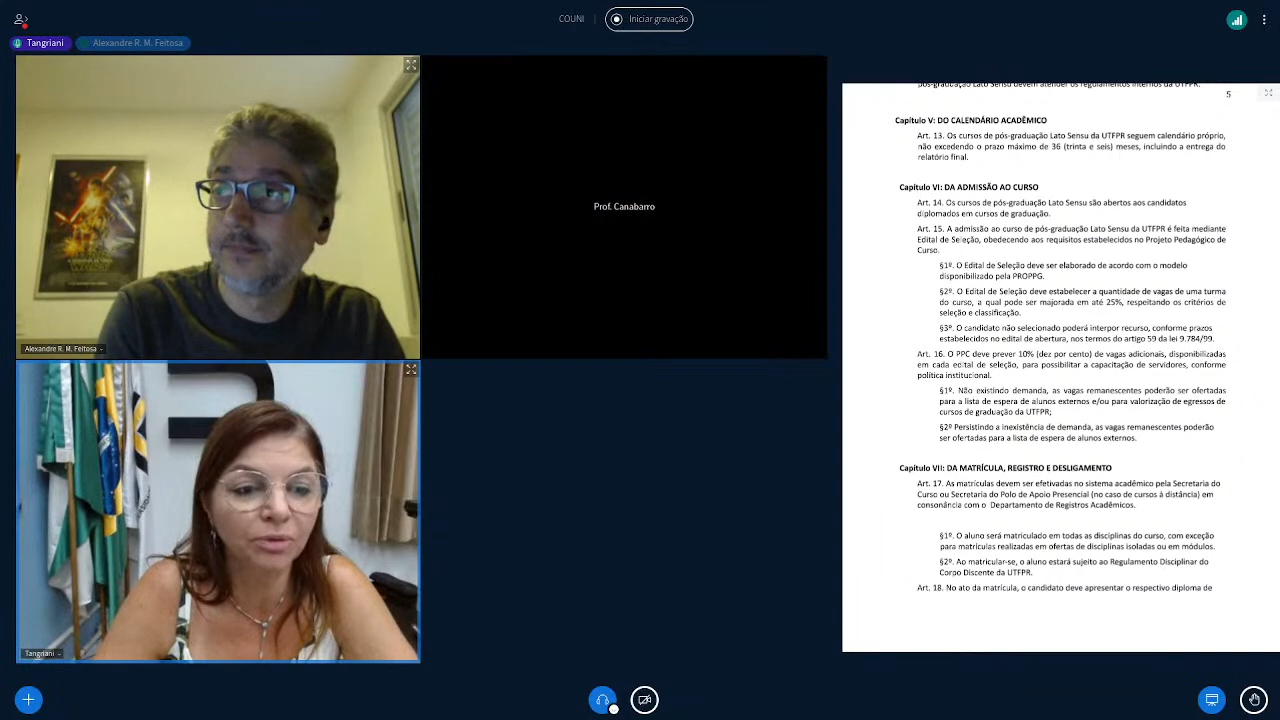 COUNI
Iniciar gravação
Tangriani
Alexandre R. M. Feitosa
STAR WARS
Alexandre R. M. Feitosa
Prof. Canabarro
Tangriani
pós-graduação Lato Sensu devem atender os regulamentos internos da UTFPR.
5
Capítulo V: DO CALENDÁRIO ACADÊMICO
Art. 13. Os cursos de pós-graduação Lato Sensu da UTFPR seguem calendário próprio,
não excedendo o prazo máximo de 36 (trinta e seis) meses, incluindo a entrega do
relatório final.
Capítulo VI: DA ADMISSÃO AO CURSO
Art. 14. Os cursos de pós-graduação Lato Sensu são abertos aos candidatos
diplomados em cursos de graduação.
Art. 15. A admissão ao curso de pós-graduação Lato Sensu da UTFPR é feita mediante
Edital de Seleção, obedecendo aos requisitos estabelecidos no Projeto Pedagógico de
Curso.
§1º. O Edital de Seleção deve ser elaborado de acordo com o modelo
disponibilizado pela PROPPG.
§2º. O Edital de Seleção deve estabelecer a quantidade de vagas de uma turma
do curso, a qual pode ser majorada em até 25%, respeitando os critérios de
seleção e classificação.
§3º. O candidato não selecionado poderá interpor recurso, conforme prazos
estabelecidos no edital de abertura, nos termos do artigo 59 da lei 9.784/99.
Art. 16. O PPC deve prever 10% (dez por cento) de vagas adicionais, disponibilizadas
em cada edital de seleção, para possibilitar a capacitação de servidores, conforme
política institucional.
§1º. Não existindo demanda, as vagas remanescentes poderão ser ofertadas
para a lista de espera de alunos externos e/ou para valorização de egressos de
cursos de graduação da UTFPR;
§2º Persistindo a inexistência de demanda, as vagas remanescentes poderão
ser ofertadas para a lista de espera de alunos externos.
Capítulo VII: DA MATRÍCULA, REGISTRO E DESLIGAMENTO
Art. 17. As matrículas devem ser efetivadas no sistema acadêmico pela Secretaria do
Curso ou Secretaria do Polo de Apoio Presencial (no caso de cursos à distância) em
consonância com o Departamento de Registros Acadêmicos.
§1º. O aluno será matriculado em todas as disciplinas do curso, com exceção
para matrículas realizadas em ofertas de disciplinas isoladas ou em módulos.
§2º. Ao matricular-se, o aluno estará sujeito ao Regulamento Disciplinar do
Corpo Discente da UTFPR.
Art. 18. No ato da matrícula, o candidato deve apresentar o respectivo diploma de